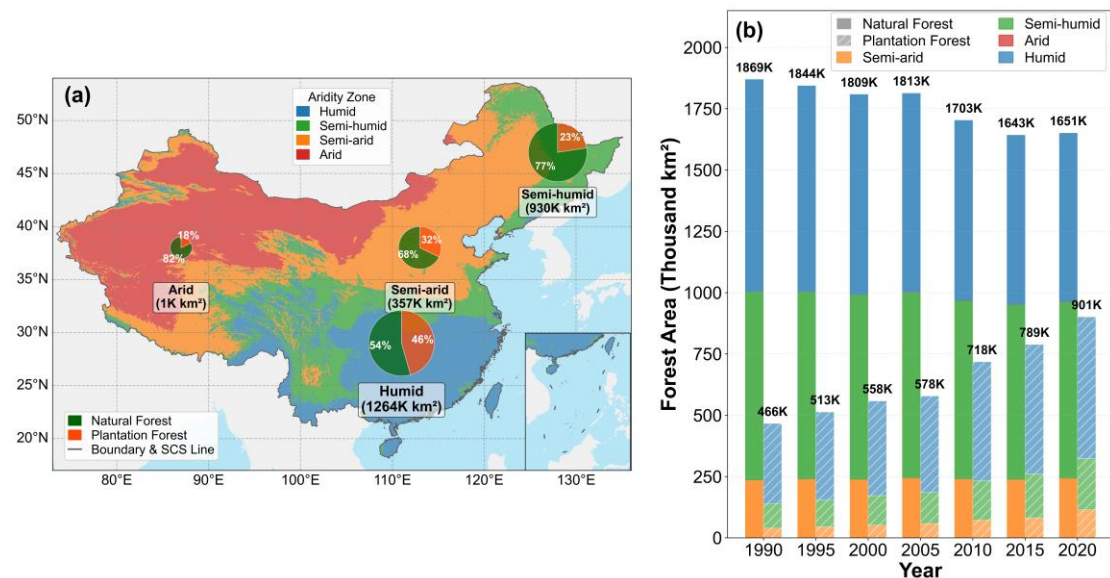 (a)
Aridity Zone
Humid
Semi-humid
Semi-arid
Arid
50°N
45°N
40°N
35°N
30°N
25°N
20°N
23%
77%
Semi-humid
(930K km²)
18%
82%
Arid
(1K km²)
32%
68%
Semi-arid
(357K km²)
54%
46%
Humid
(1264K km²)
Natural Forest
Plantation Forest
Boundary & SCS Line
80°E
90°E
100°E
110°E
120°E
130°E
(b)
Natural Forest
Plantation Forest
Semi-arid
Semi-humid
Arid
Humid
Forest Area (Thousand km²)
2000
1750
1500
1250
1000
750
500
250
0
1869K
1844K
1809K
1813K
1703K
1643K
1651K
466K
513K
558K
578K
718K
789K
901K
1990
1995
2000
2005
2010
2015
2020
Year